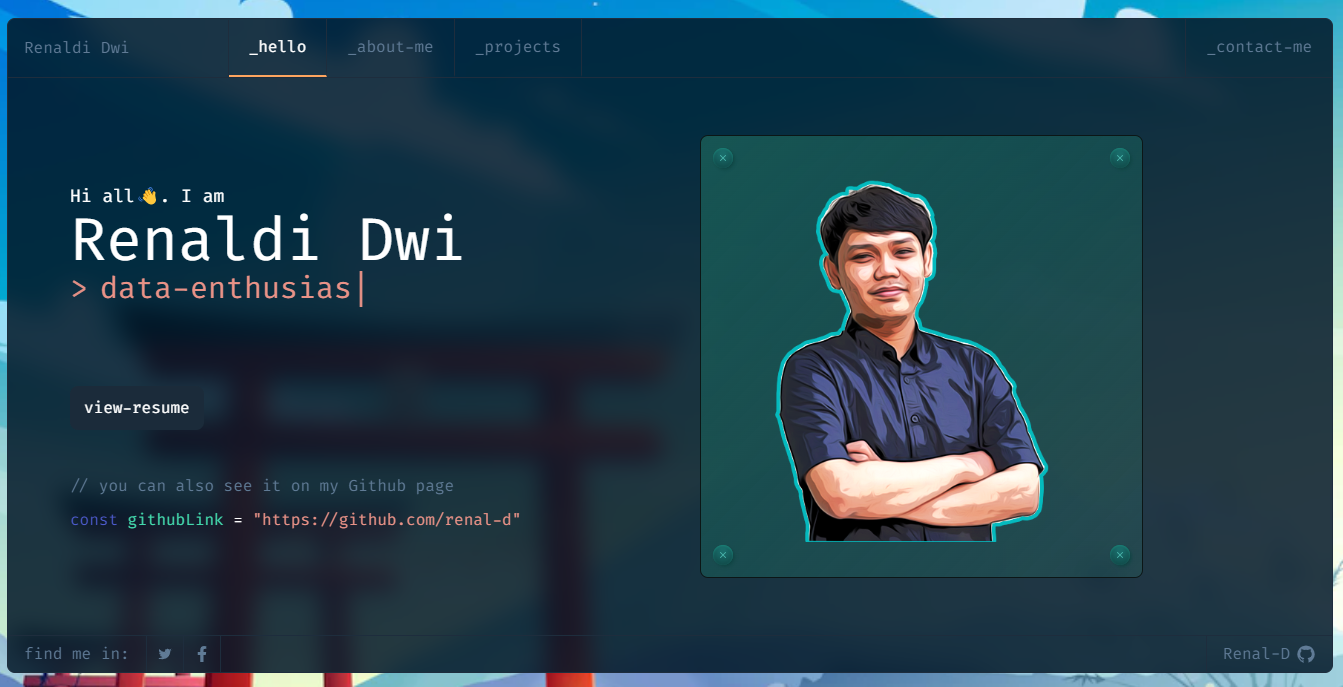 Renaldi Dwi
_hello
_about-me
_projects
_contact-me
Hi all👋. I am
Renaldi Dwi
> data-enthusias
view-resume
// you can also see it on my Github page
const githubLink = "https://github.com/renal-d"
find me in:
Renal-D